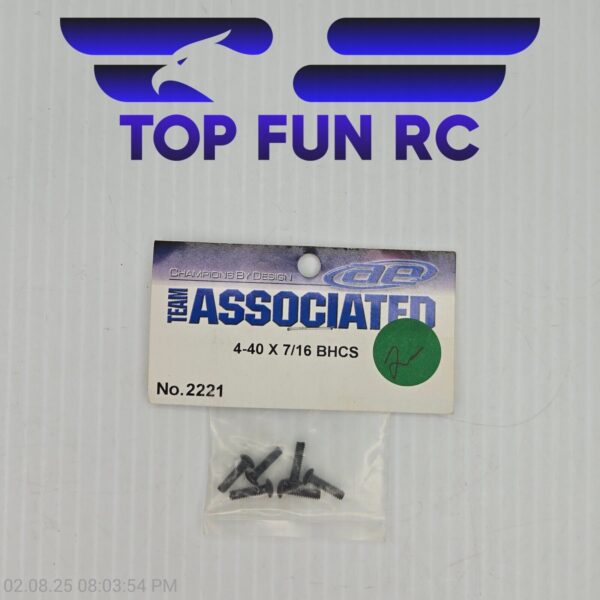 TOP FUN RC
CHAMPIONS BY DESIGN
ae
TEAM ASSOCIATED
4-40 X 7/16 BHCS
No.2221
02.08.25 08:03:54 PM